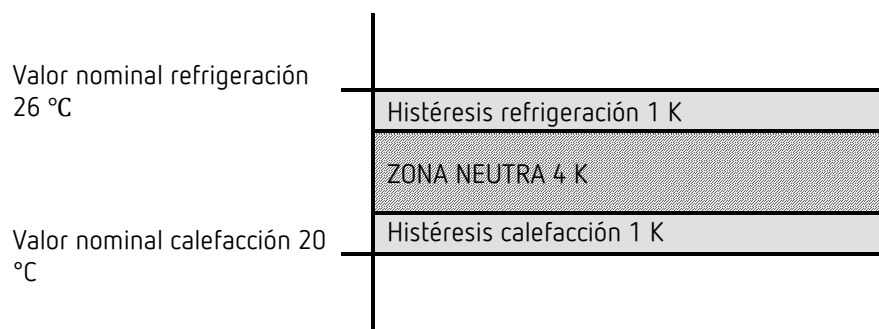 Valor nominal refrigeración
26 °C
Histéresis refrigeración 1 K
ZONA NEUTRA 4 K
Histéresis calefacción 1 K
Valor nominal calefacción 20
°C